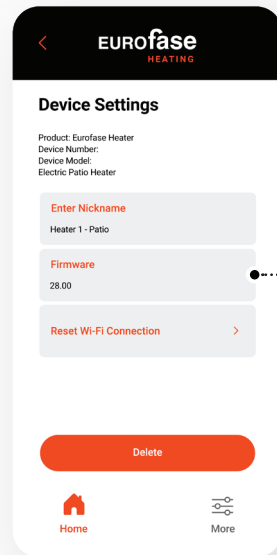 EUROfase
HEATING
Device Settings
Product: Eurofase Heater
Device Number:
Device Model:
Electric Patio Heater
Enter Nickname
Heater 1 - Patio
Firmware
28.00
Reset Wi-Fi Connection
Delete
Home
More